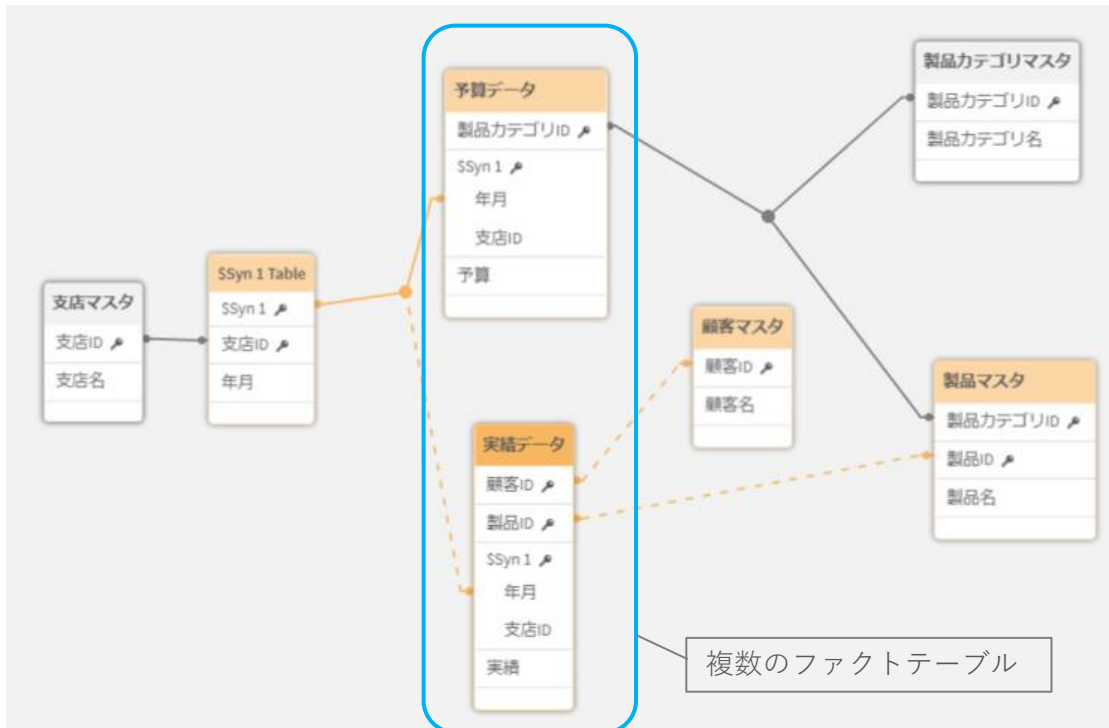 支店マスタ
支店ID
支店名
$Syn 1 Table
$Syn 1
支店ID
年月
予算データ
製品カテゴリID
$Syn 1
年月
支店ID
予算
実績データ
顧客ID
製品ID
$Syn 1
年月
支店ID
実績
顧客マスタ
顧客ID
顧客名
製品カテゴリマスタ
製品カテゴリID
製品カテゴリ名
製品マスタ
製品カテゴリID
製品ID
製品名
複数のファクトテーブル